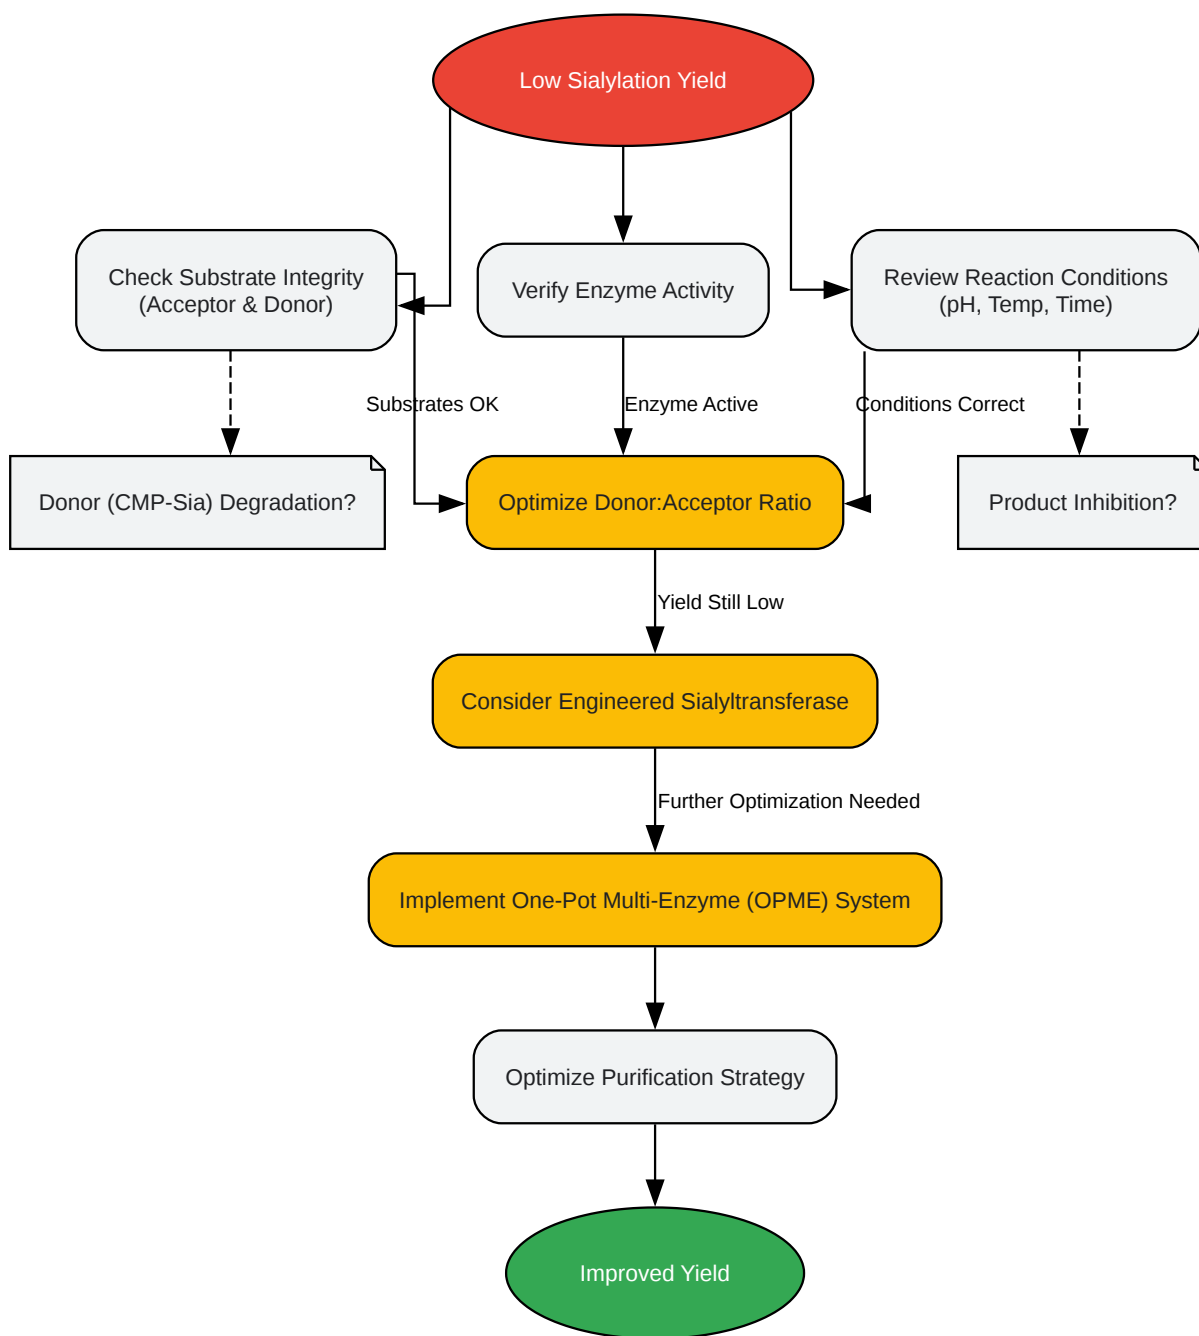 Low Sialylation Yield
Check Substrate Integrity
(Acceptor & Donor)
Verify Enzyme Activity
Review Reaction Conditions
(pH, Temp, Time)
Substrates OK
Enzyme Active
Conditions Correct
Donor (CMP-Sia) Degradation?
Optimize Donor:Acceptor Ratio
Product Inhibition?
Yield Still Low
Consider Engineered Sialyltransferase
Further Optimization Needed
Implement One-Pot Multi-Enzyme (OPME) System
Optimize Purification Strategy
Improved Yield